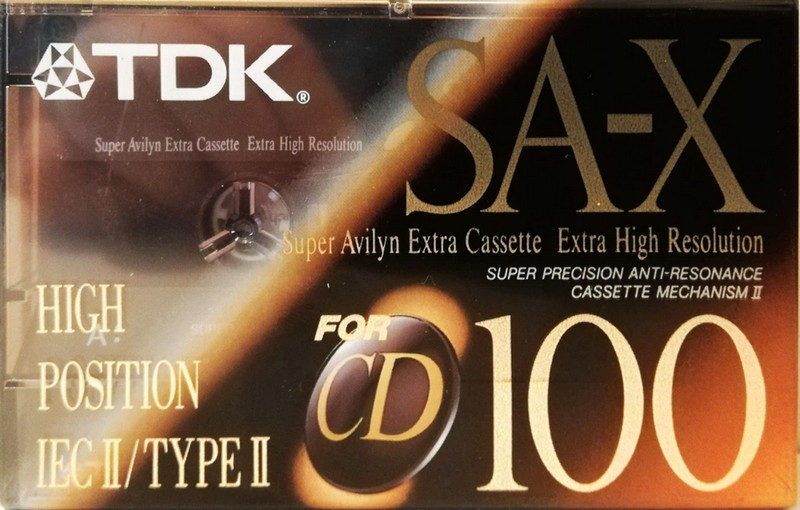 TDK®
SA-X
Super Avilyn Extra Cassette Extra High Resolution
Super Avilyn Extra Cassette Extra High Resolution
SUPER PRECISION ANTI-RESONANCE
CASSETTE MECHANISM II
HIGH
A.
POSITION
IEC II/TYPE II
FOR
CD
100